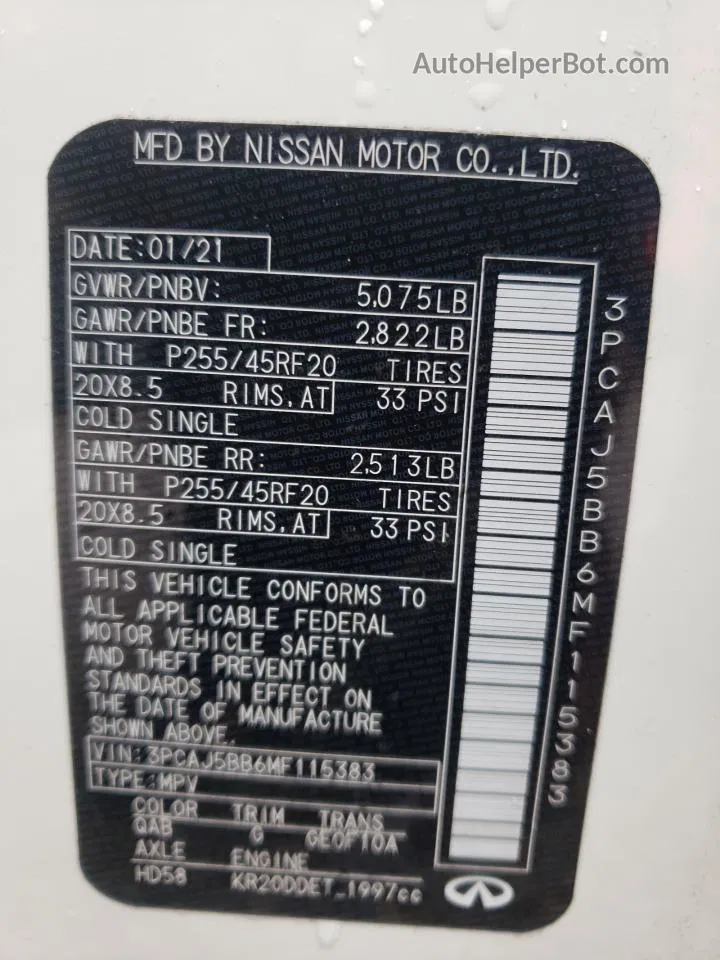 AutoHelperBot.com
MFD BY NISSAN MOTOR CO.,LTD.
DATE:01/21
GVWR/PNBV: 5,075LB
GAWR/PNBE FR: 2,822LB
WITH P255/45RF20 TIRES
20X8.5 RIMS,AT 33 PSI
COLD SINGLE
GAWR/PNBE RR: 2,513LB
WITH P255/45RF20 TIRES
20X8.5 RIMS,AT 33 PSI
COLD SINGLE
THIS VEHICLE CONFORMS TO
ALL APPLICABLE FEDERAL
MOTOR VEHICLE SAFETY
AND THEFT PREVENTION
STANDARDS IN EFFECT ON
THE DATE OF MANUFACTURE
SHOWN ABOVE.
VIN:3PCAJ5BB6MF115383
TYPE:MPV
COLOR TRIM TRANS
QAB G GE0F10A
AXLE ENGINE
HD58 KR20DDET_1997cc
3PCAJ5BB6MF115383